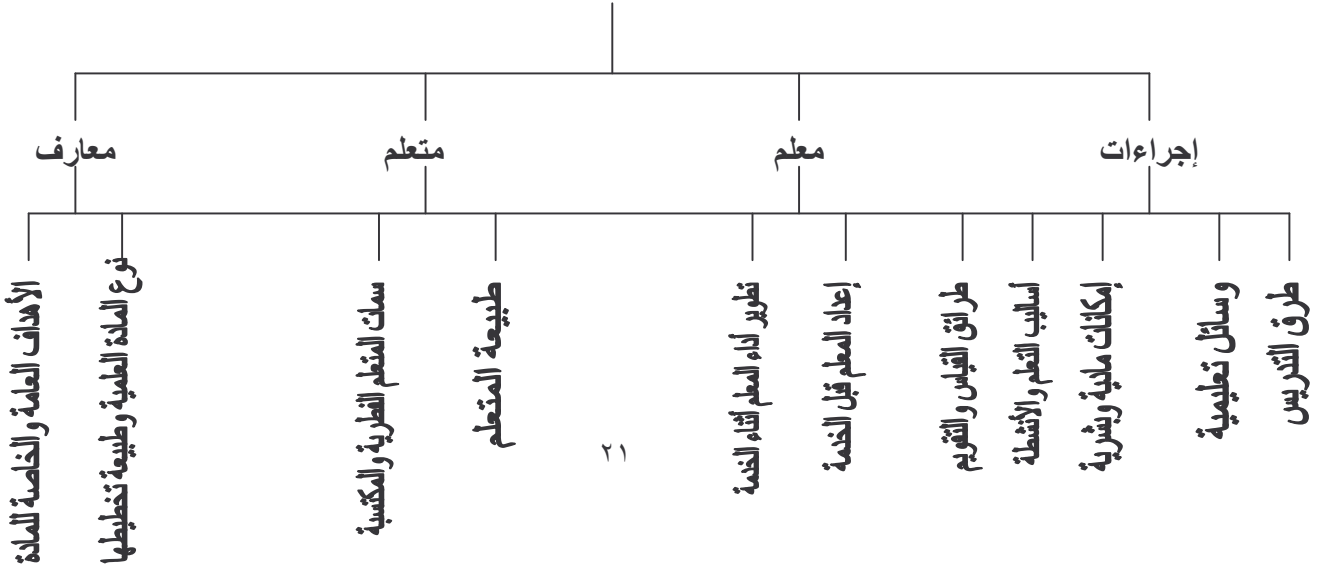 إجراءات
معلم
متعلم
معارف
طرق التدريس
وسائل تعليمية
إمكانات مادية وبشرية
أساليب التعلم والأنشطة
طرائق القياس والتقويم
إعداد المعلم قبل الخدمة
تطوير أداء المعلم أثناء الخدمة
طبيعة المتعلم
سمات المتعلم الفطرية والمكتسبة
نوع المادة العلمية وطبيعة تخطيطها
الأهداف العامة والخاصة للمادة
٢١